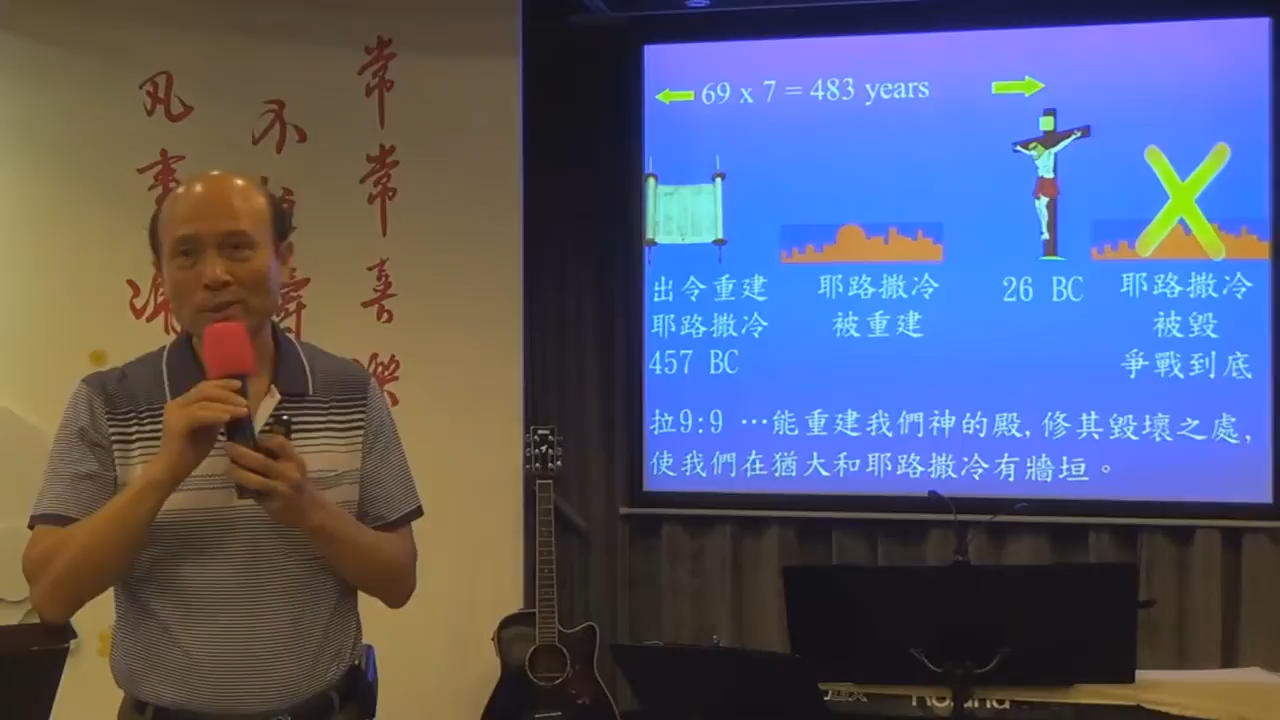 常常喜樂
不
凡事
69 x 7 = 483 years
出令重建
耶路撒冷
457 BC
耶路撒冷
被重建
26 BC
耶路撒冷
被毀
爭戰到底
拉9:9 …能重建我們神的殿,修其毀壞之處,
使我們在猶大和耶路撒冷有牆垣。
Roland